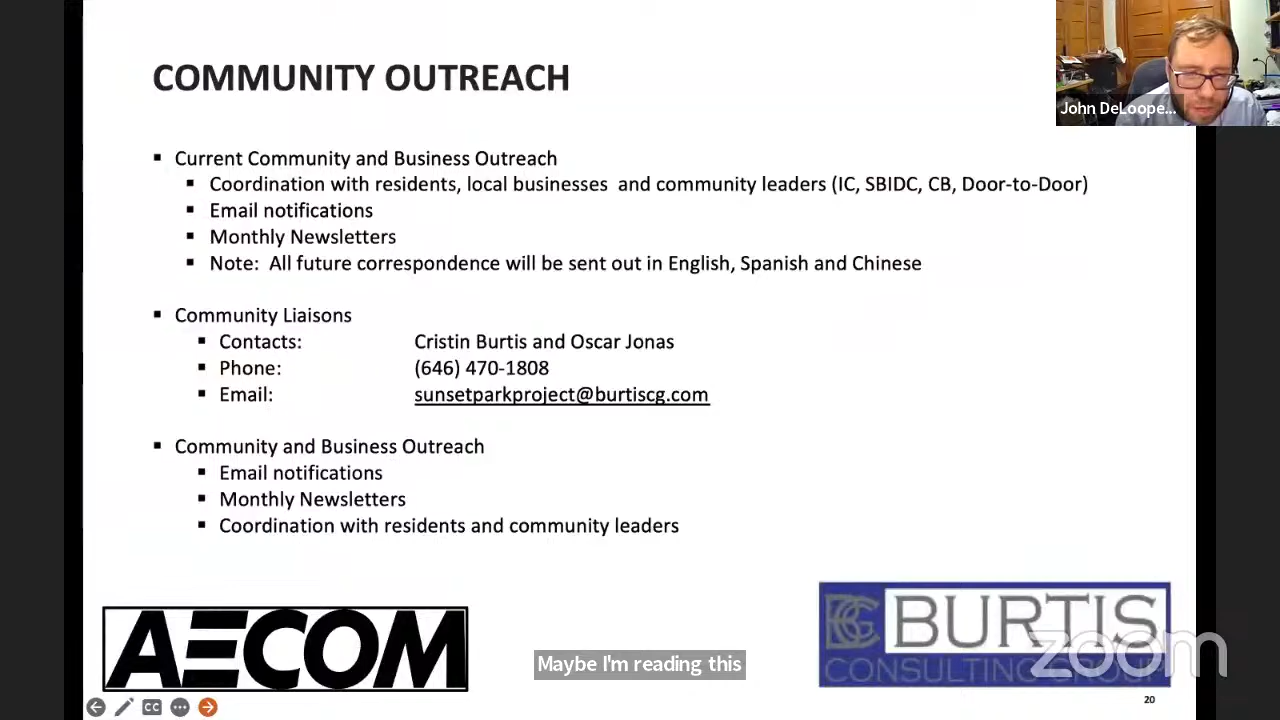 COMMUNITY OUTREACH
John DeLoope...
▪ Current Community and Business Outreach
▪ Coordination with residents, local businesses and community leaders (IC, SBIDC, CB, Door-to-Door)
▪ Email notifications
▪ Monthly Newsletters
▪ Note: All future correspondence will be sent out in English, Spanish and Chinese
▪ Community Liaisons
▪ Contacts: Cristin Burtis and Oscar Jonas
▪ Phone: (646) 470-1808
▪ Email: sunsetparkproject@burtiscg.com
▪ Community and Business Outreach
▪ Email notifications
▪ Monthly Newsletters
▪ Coordination with residents and community leaders
AECOM
BCG BURTIS
CONSULTING GROUP
zoom
Maybe I'm reading this
20
CC